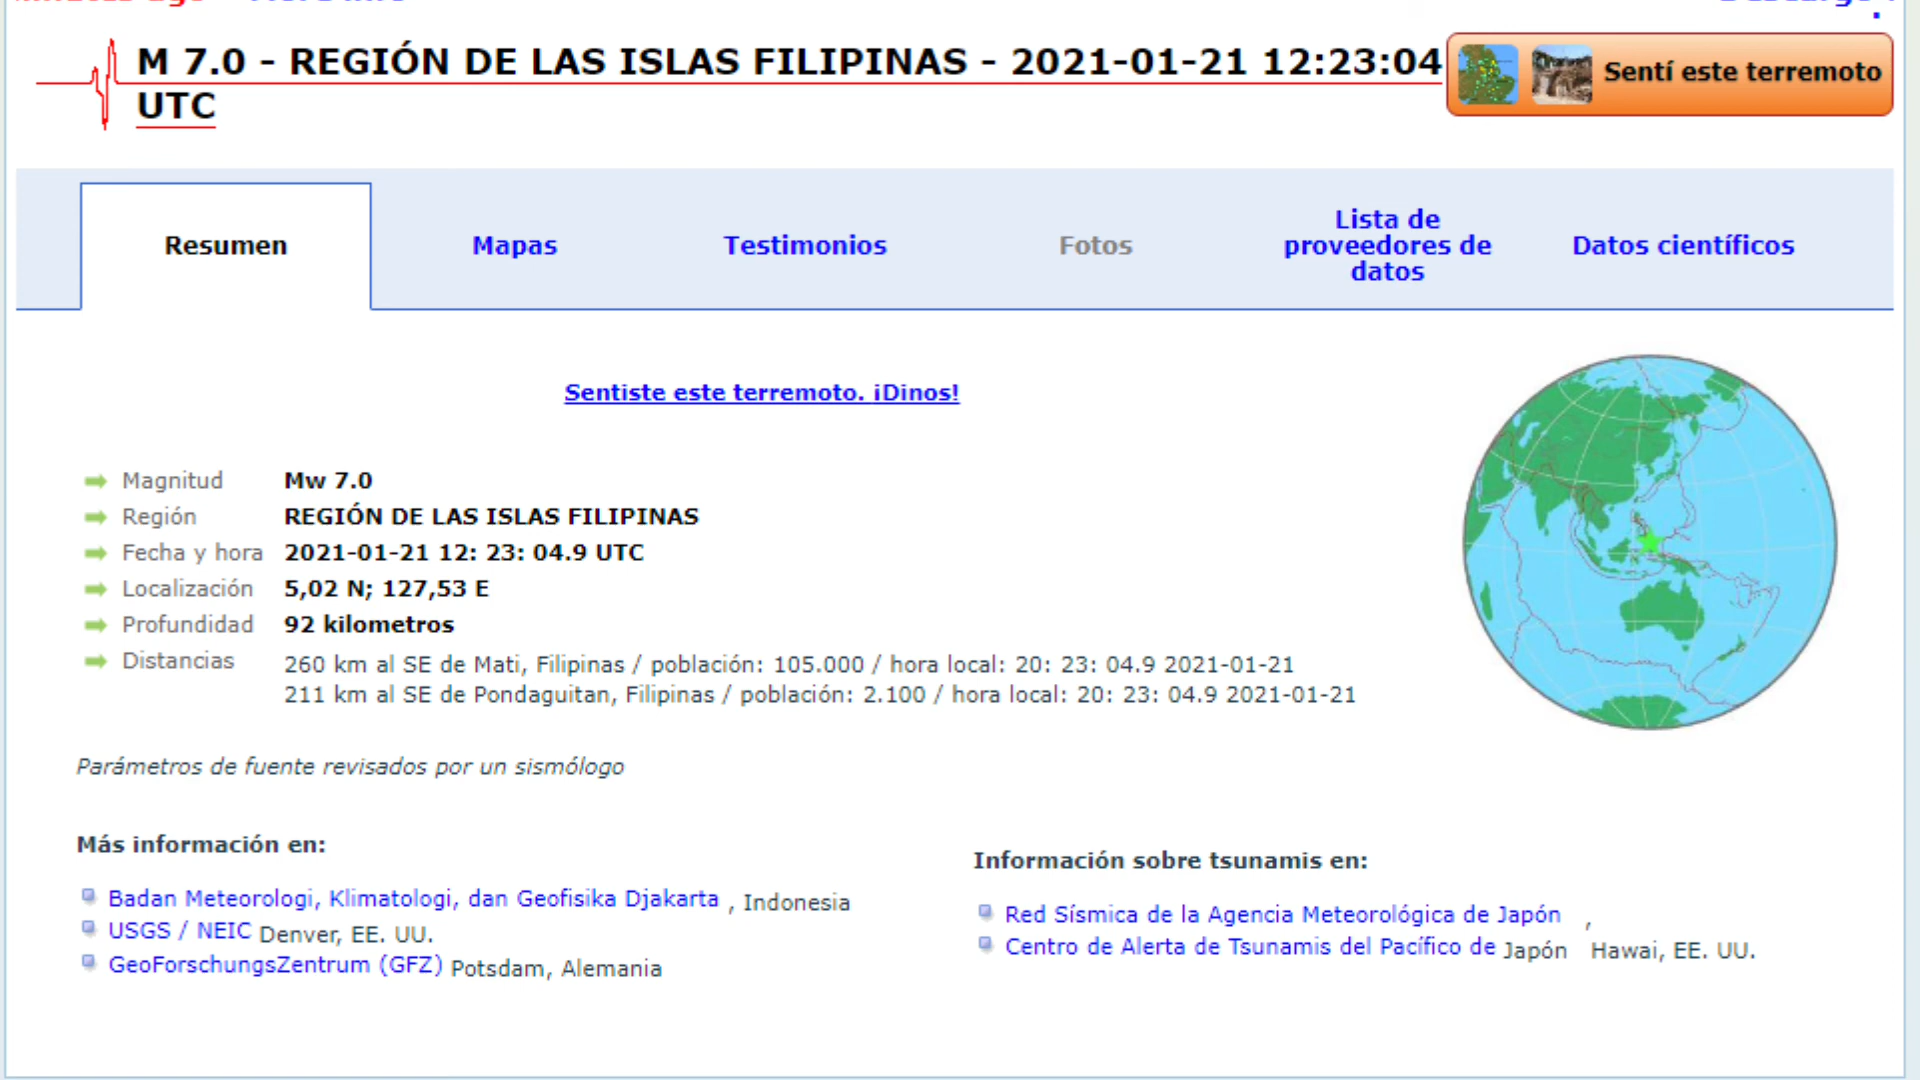 M 7.0 - REGIÓN DE LAS ISLAS FILIPINAS - 2021-01-21 12:23:04
UTC
Sentí este terremoto
Resumen
Mapas
Testimonios
Fotos
Lista de
proveedores de
datos
Datos científicos
Sentiste este terremoto. ¡Dinos!
Magnitud Mw 7.0
Región REGIÓN DE LAS ISLAS FILIPINAS
Fecha y hora 2021-01-21 12: 23: 04.9 UTC
Localización 5,02 N; 127,53 E
Profundidad 92 kilometros
Distancias 260 km al SE de Mati, Filipinas / población: 105.000 / hora local: 20: 23: 04.9 2021-01-21
211 km al SE de Pondaguitan, Filipinas / población: 2.100 / hora local: 20: 23: 04.9 2021-01-21
Parámetros de fuente revisados por un sismólogo
Más información en:
Badan Meteorologi, Klimatologi, dan Geofisika Djakarta , Indonesia
USGS / NEIC Denver, EE. UU.
GeoForschungsZentrum (GFZ) Potsdam, Alemania
Información sobre tsunamis en:
Red Sísmica de la Agencia Meteorológica de Japón ,
Centro de Alerta de Tsunamis del Pacífico de Japón Hawai, EE. UU.